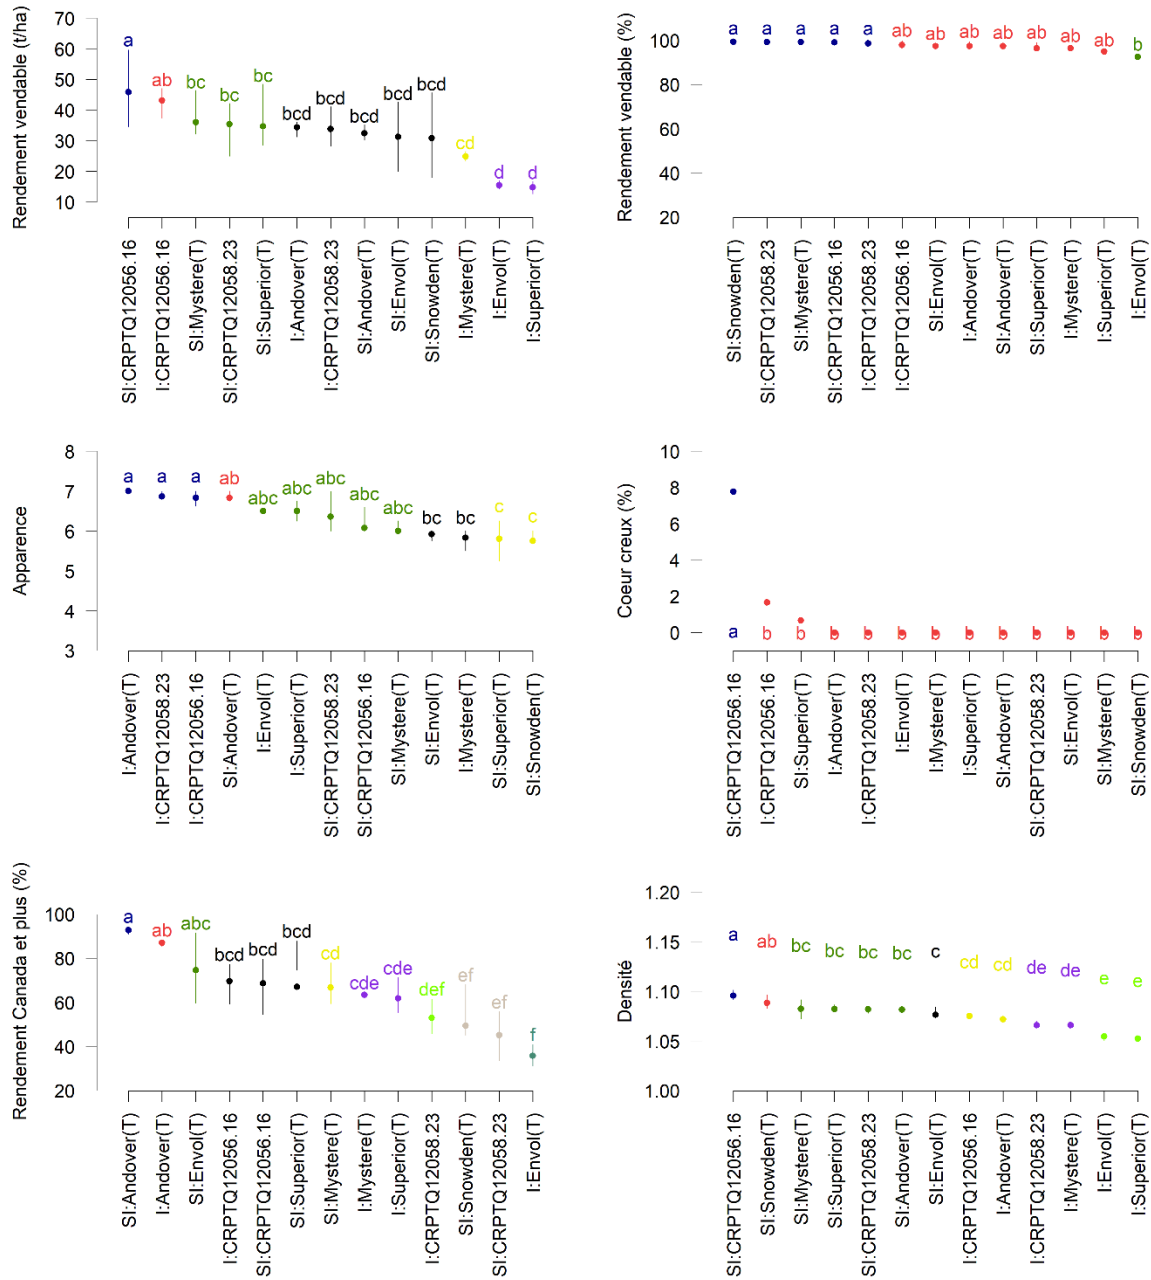 Rendement vendable (t/ha)
70
60
50
40
30
20
10
a
ab
bc
bc
bc
bcd
bcd
bcd
bcd
bcd
cd
d
d
SI:CRPTQ12056.16
I:CRPTQ12056.16
SI:Mystere(T)
SI:CRPTQ12058.23
SI:Superior(T)
I:Andover(T)
I:CRPTQ12058.23
SI:Andover(T)
SI:Envol(T)
SI:Snowden(T)
I:Mystere(T)
I:Envol(T)
I:Superior(T)
Rendement vendable (%)
100
80
60
40
20
a
a
a
a
a
ab
ab
ab
ab
ab
ab
ab
b
SI:Snowden(T)
SI:CRPTQ12058.23
SI:Mystere(T)
SI:CRPTQ12056.16
I:CRPTQ12058.23
I:CRPTQ12056.16
SI:Envol(T)
I:Andover(T)
SI:Andover(T)
SI:Superior(T)
I:Mystere(T)
I:Superior(T)
I:Envol(T)
Apparence
8
7
6
5
4
3
a
a
a
ab
abc
abc
abc
abc
abc
bc
bc
c
c
I:Andover(T)
I:CRPTQ12058.23
I:CRPTQ12056.16
SI:Andover(T)
I:Envol(T)
I:Superior(T)
SI:CRPTQ12058.23
SI:CRPTQ12056.16
SI:Mystere(T)
SI:Envol(T)
I:Mystere(T)
SI:Superior(T)
SI:Snowden(T)
Coeur creux (%)
10
8
6
4
2
0
a
b
b
b
b
b
b
b
b
b
b
b
b
SI:CRPTQ12056.16
I:CRPTQ12056.16
SI:Superior(T)
I:Andover(T)
I:CRPTQ12058.23
I:Envol(T)
I:Mystere(T)
I:Superior(T)
SI:Andover(T)
SI:CRPTQ12058.23
SI:Envol(T)
SI:Mystere(T)
SI:Snowden(T)
Rendement Canada et plus (%)
100
80
60
40
20
a
ab
abc
bcd
bcd
bcd
cd
cde
cde
def
ef
ef
f
SI:Andover(T)
I:Andover(T)
SI:Envol(T)
I:CRPTQ12056.16
SI:CRPTQ12056.16
SI:Superior(T)
SI:Mystere(T)
I:Mystere(T)
I:Superior(T)
I:CRPTQ12058.23
SI:Snowden(T)
SI:CRPTQ12058.23
I:Envol(T)
Densité
1.20
1.15
1.10
1.05
1.00
a
ab
bc
bc
bc
bc
c
cd
cd
de
de
e
e
SI:CRPTQ12056.16
SI:Snowden(T)
SI:Mystere(T)
SI:Superior(T)
SI:CRPTQ12058.23
SI:Andover(T)
SI:Envol(T)
I:CRPTQ12056.16
I:Andover(T)
I:CRPTQ12058.23
I:Mystere(T)
I:Envol(T)
I:Superior(T)